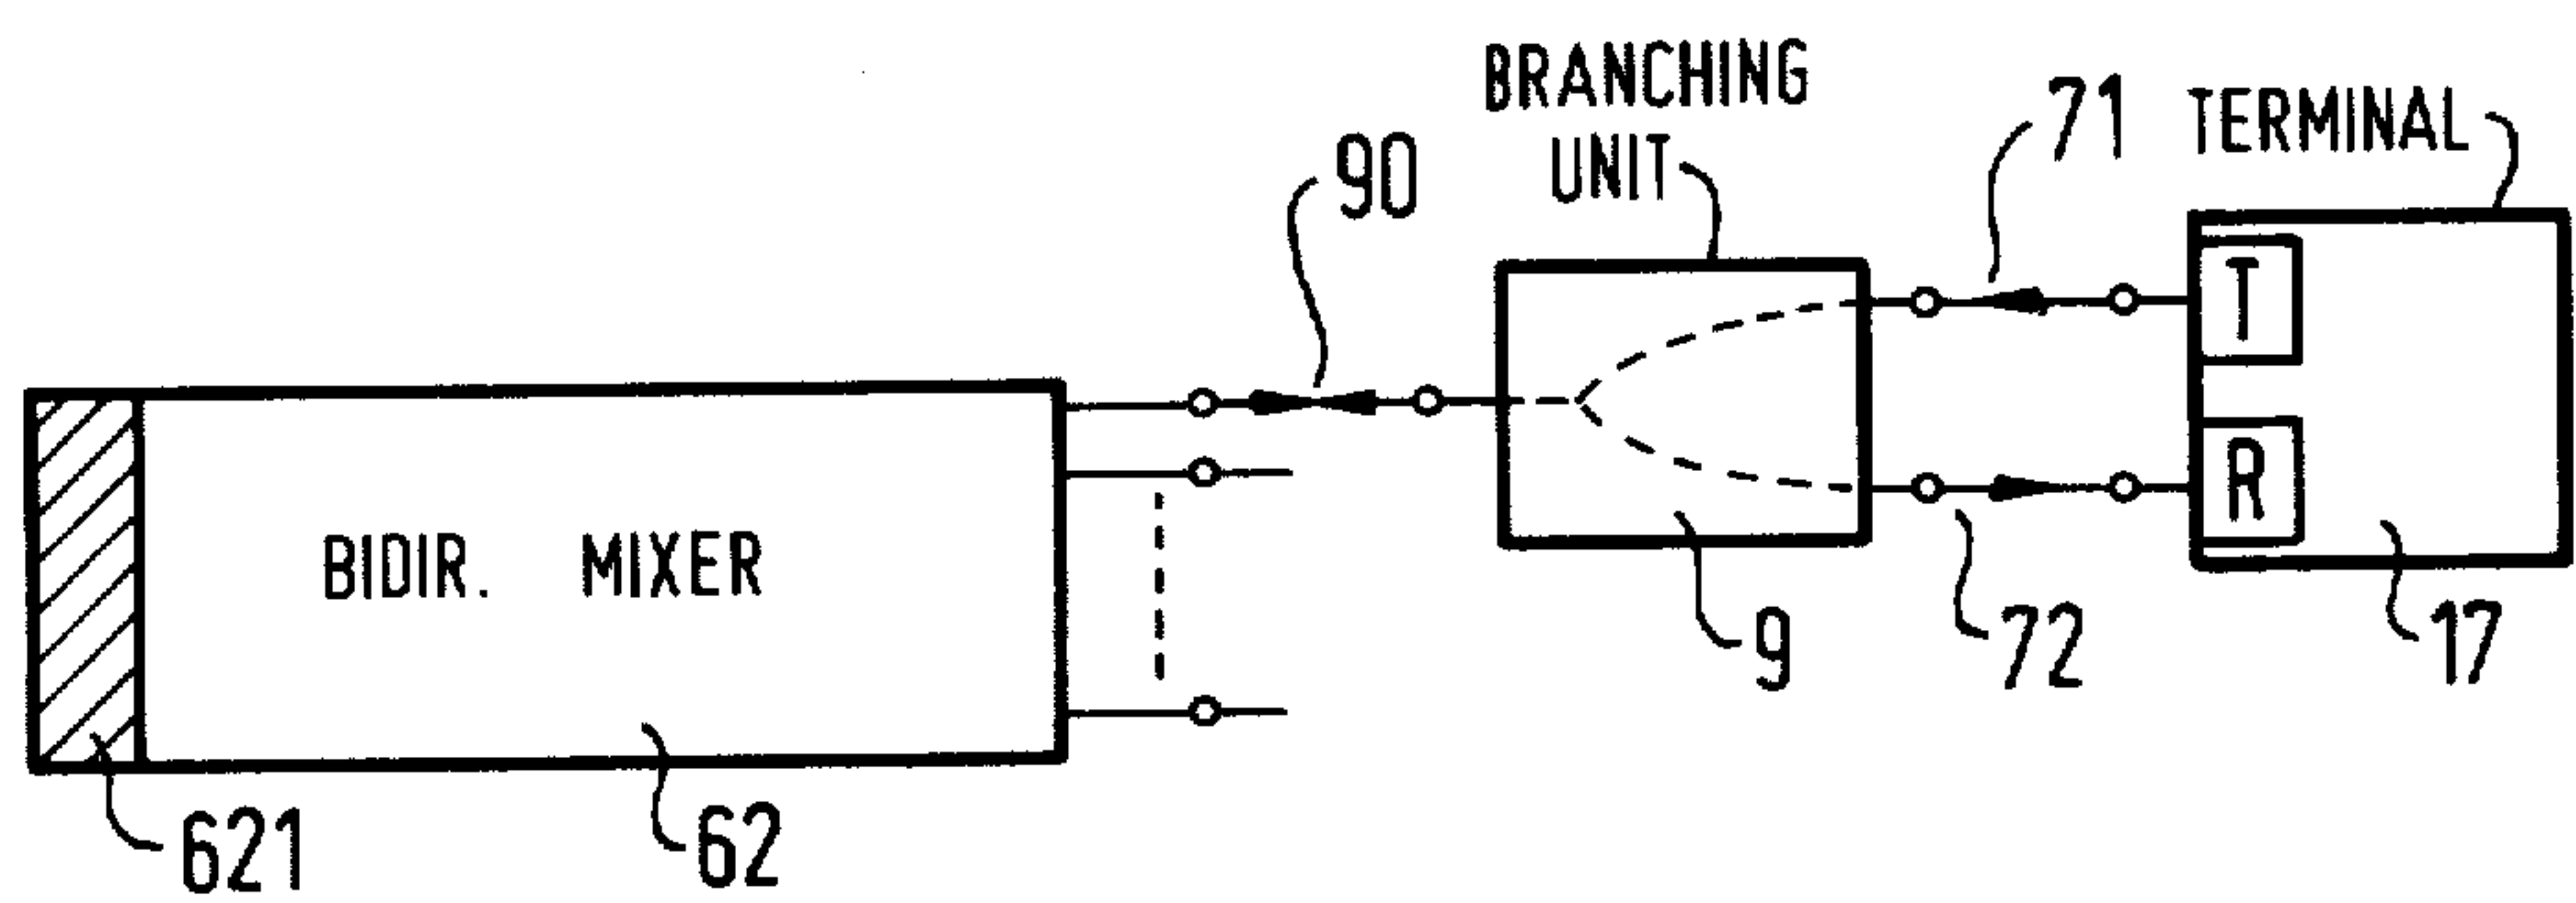 BRANCHING
UNIT
90
71
TERMINAL
T
R
BIDIR. MIXER
9
72
17
621
62